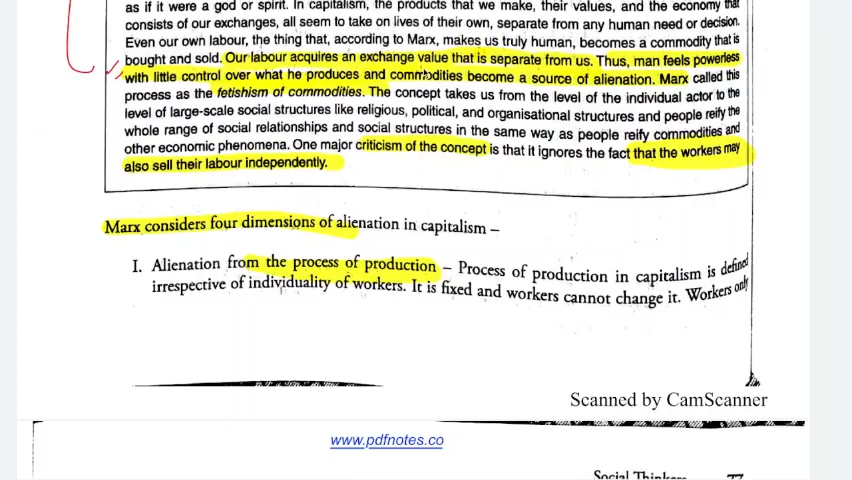 as if it were a god or spirit. In capitalism, the products that we make, their values, and the economy that
consists of our exchanges, all seem to take on lives of their own, separate from any human need or decision.
Even our own labour, the thing that, according to Marx, makes us truly human, becomes a commodity that is
bought and sold. Our labour acquires an exchange value that is separate from us. Thus, man feels powerless
with little control over what he produces and commodities become a source of alienation. Marx called this
process as the fetishism of commodities. The concept takes us from the level of the individual actor to the
level of large-scale social structures like religious, political, and organisational structures and people reify the
whole range of social relationships and social structures in the same way as people reify commodities and
other economic phenomena. One major criticism of the concept is that it ignores the fact that the workers may
also sell their labour independently.
Marx considers four dimensions of alienation in capitalism –
I. Alienation from the process of production – Process of production in capitalism is defined
irrespective of individuality of workers. It is fixed and workers cannot change it. Workers only
Scanned by CamScanner
www.pdfnotes.co
Social Thinkers 77